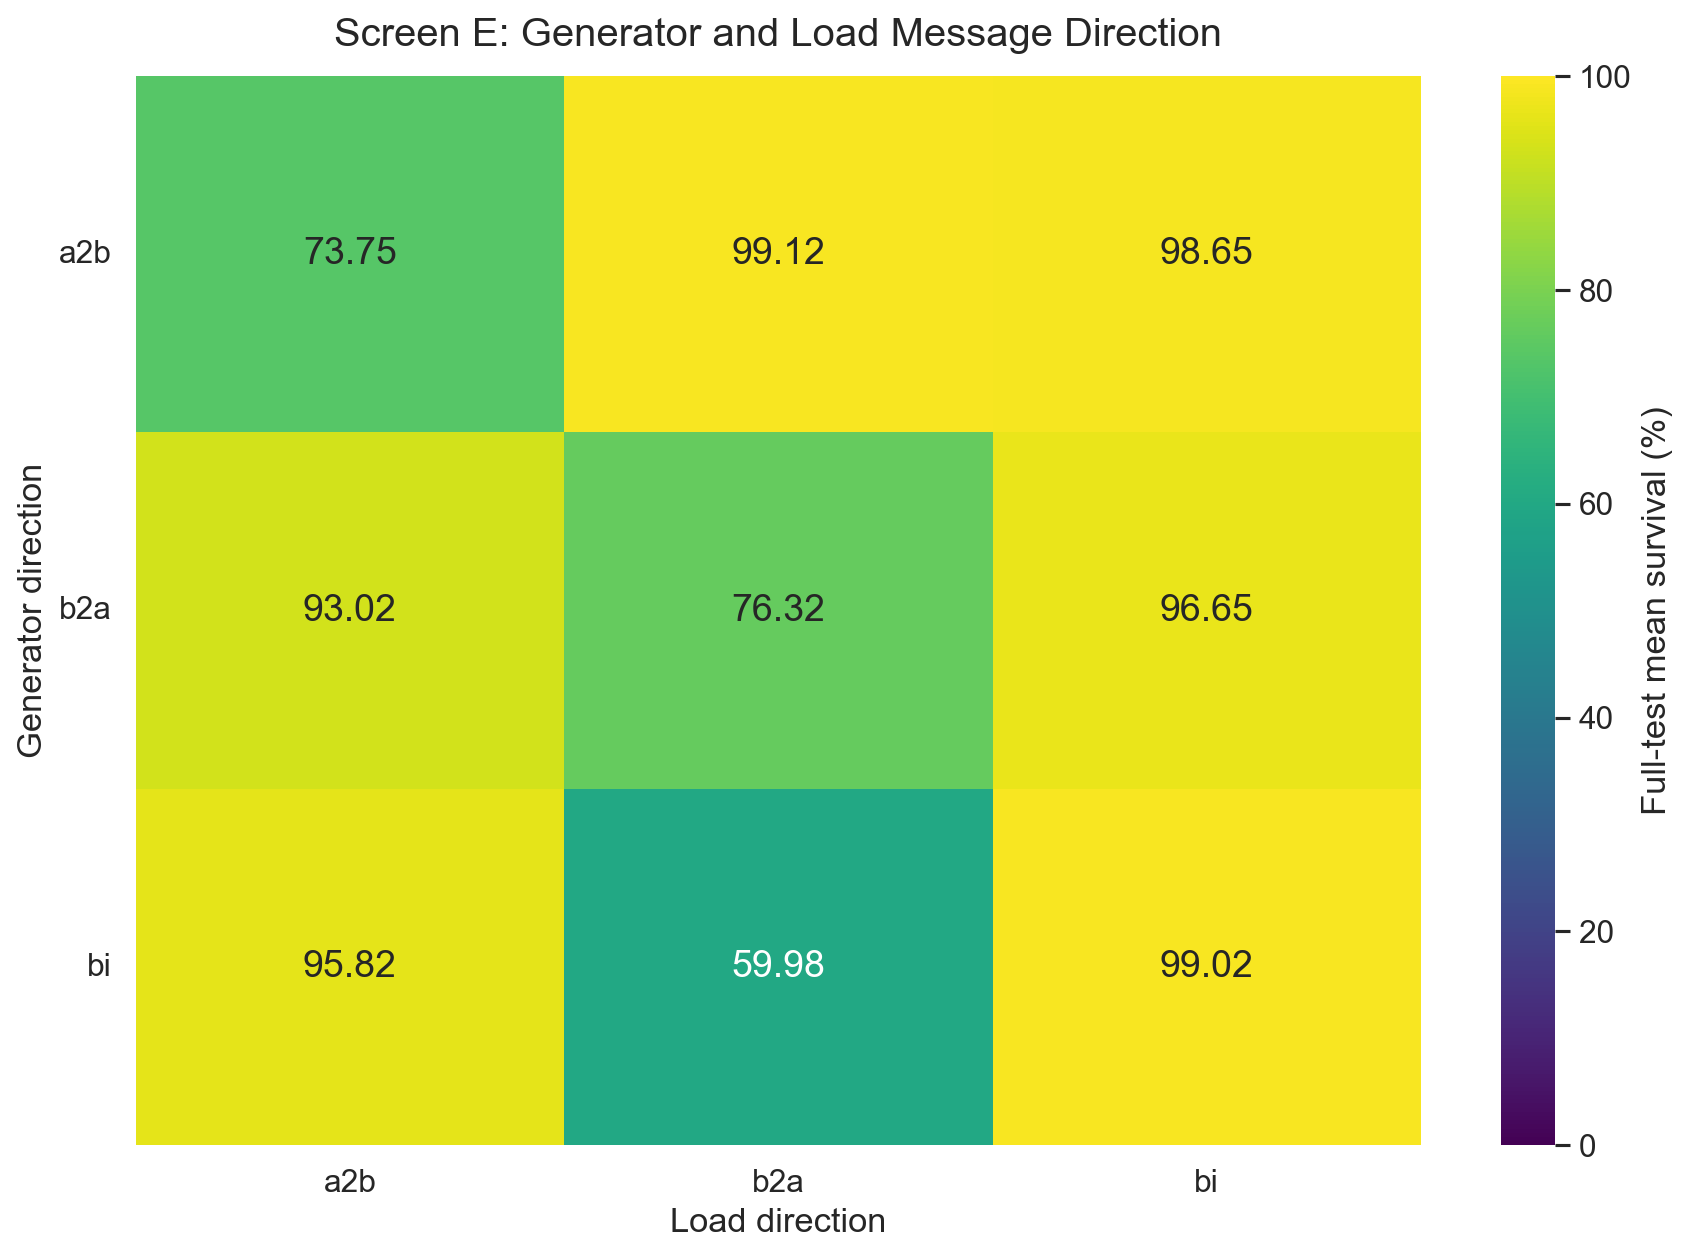 Screen E: Generator and Load Message Direction
Generator direction
a2b
73.75
99.12
98.65
b2a
93.02
76.32
96.65
bi
95.82
59.98
99.02
a2b
b2a
bi
Load direction
100
80
60
40
20
0
Full-test mean survival (%)